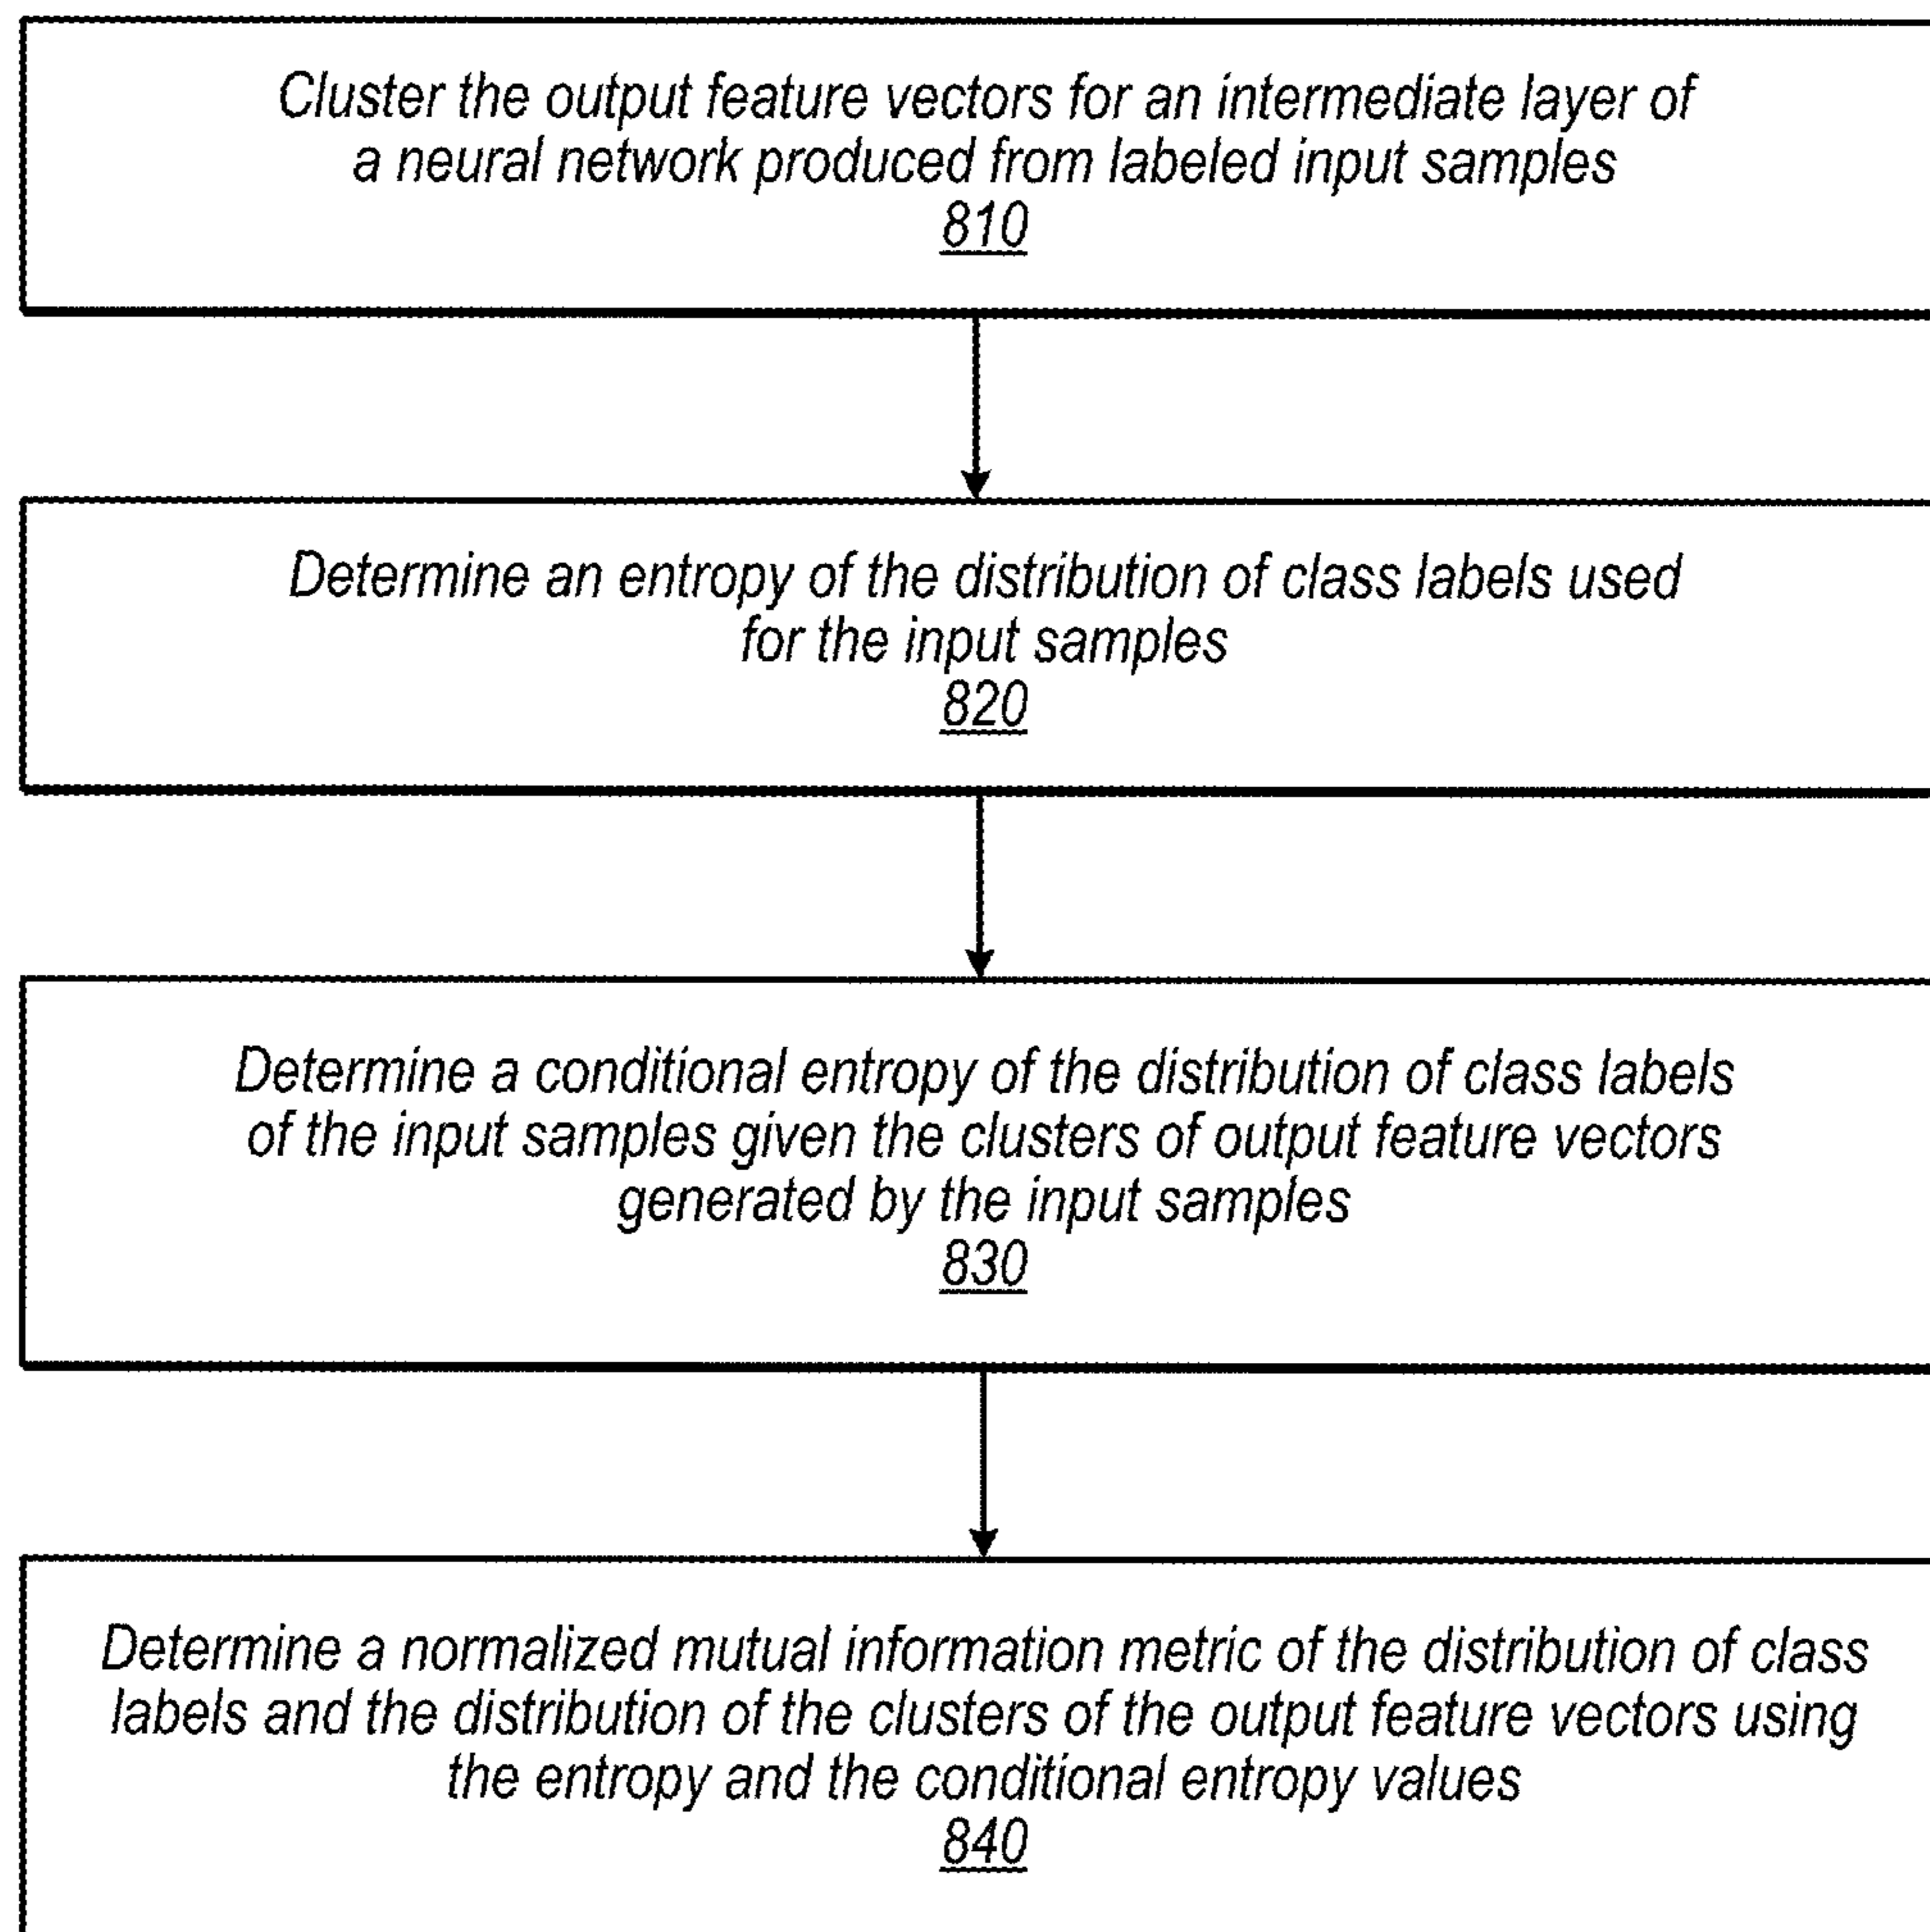 Cluster the output feature vectors for an intermediate layer of
a neural network produced from labeled input samples
810
Determine an entropy of the distribution of class labels used
for the input samples
820
Determine a conditional entropy of the distribution of class labels
of the input samples given the clusters of output feature vectors
generated by the input samples
830
Determine a normalized mutual information metric of the distribution of class
labels and the distribution of the clusters of the output feature vectors using
the entropy and the conditional entropy values
840